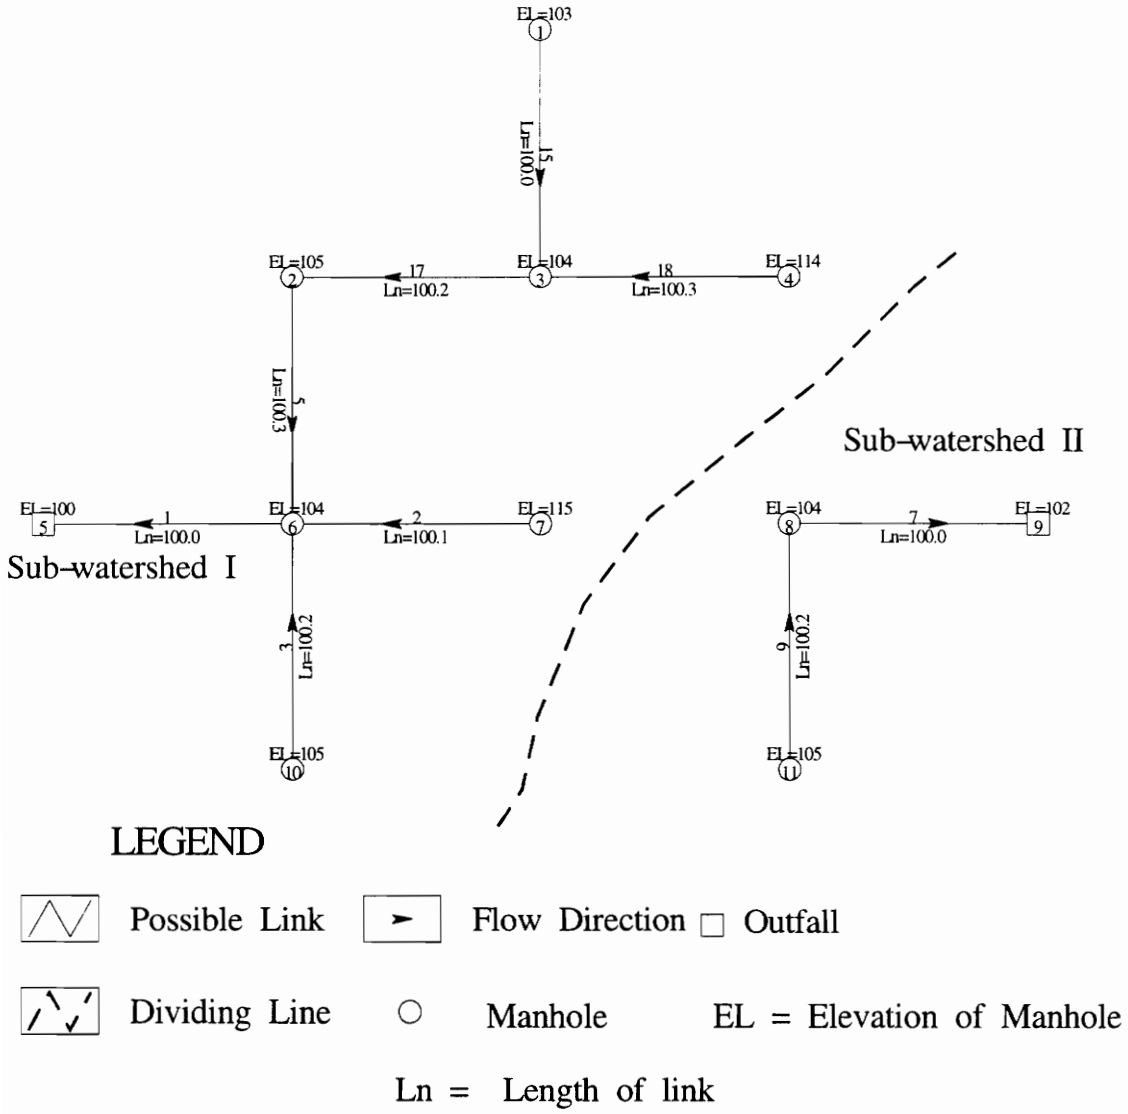 EL=103
1
15
Ln=100.0
EL=105
2
17
Ln=100.2
EL=104
3
18
Ln=100.3
EL=114
4
5
Ln=100.3
Sub-watershed II
EL=100
5
1
Ln=100.0
EL=104
6
2
Ln=100.1
EL=115
7
EL=104
8
7
Ln=100.0
EL=102
9
Sub-watershed I
3
Ln=100.2
9
Ln=100.2
EL=105
10
EL=105
11
LEGEND
Possible Link
Flow Direction
Outfall
Dividing Line
Manhole
EL = Elevation of Manhole
Ln = Length of link